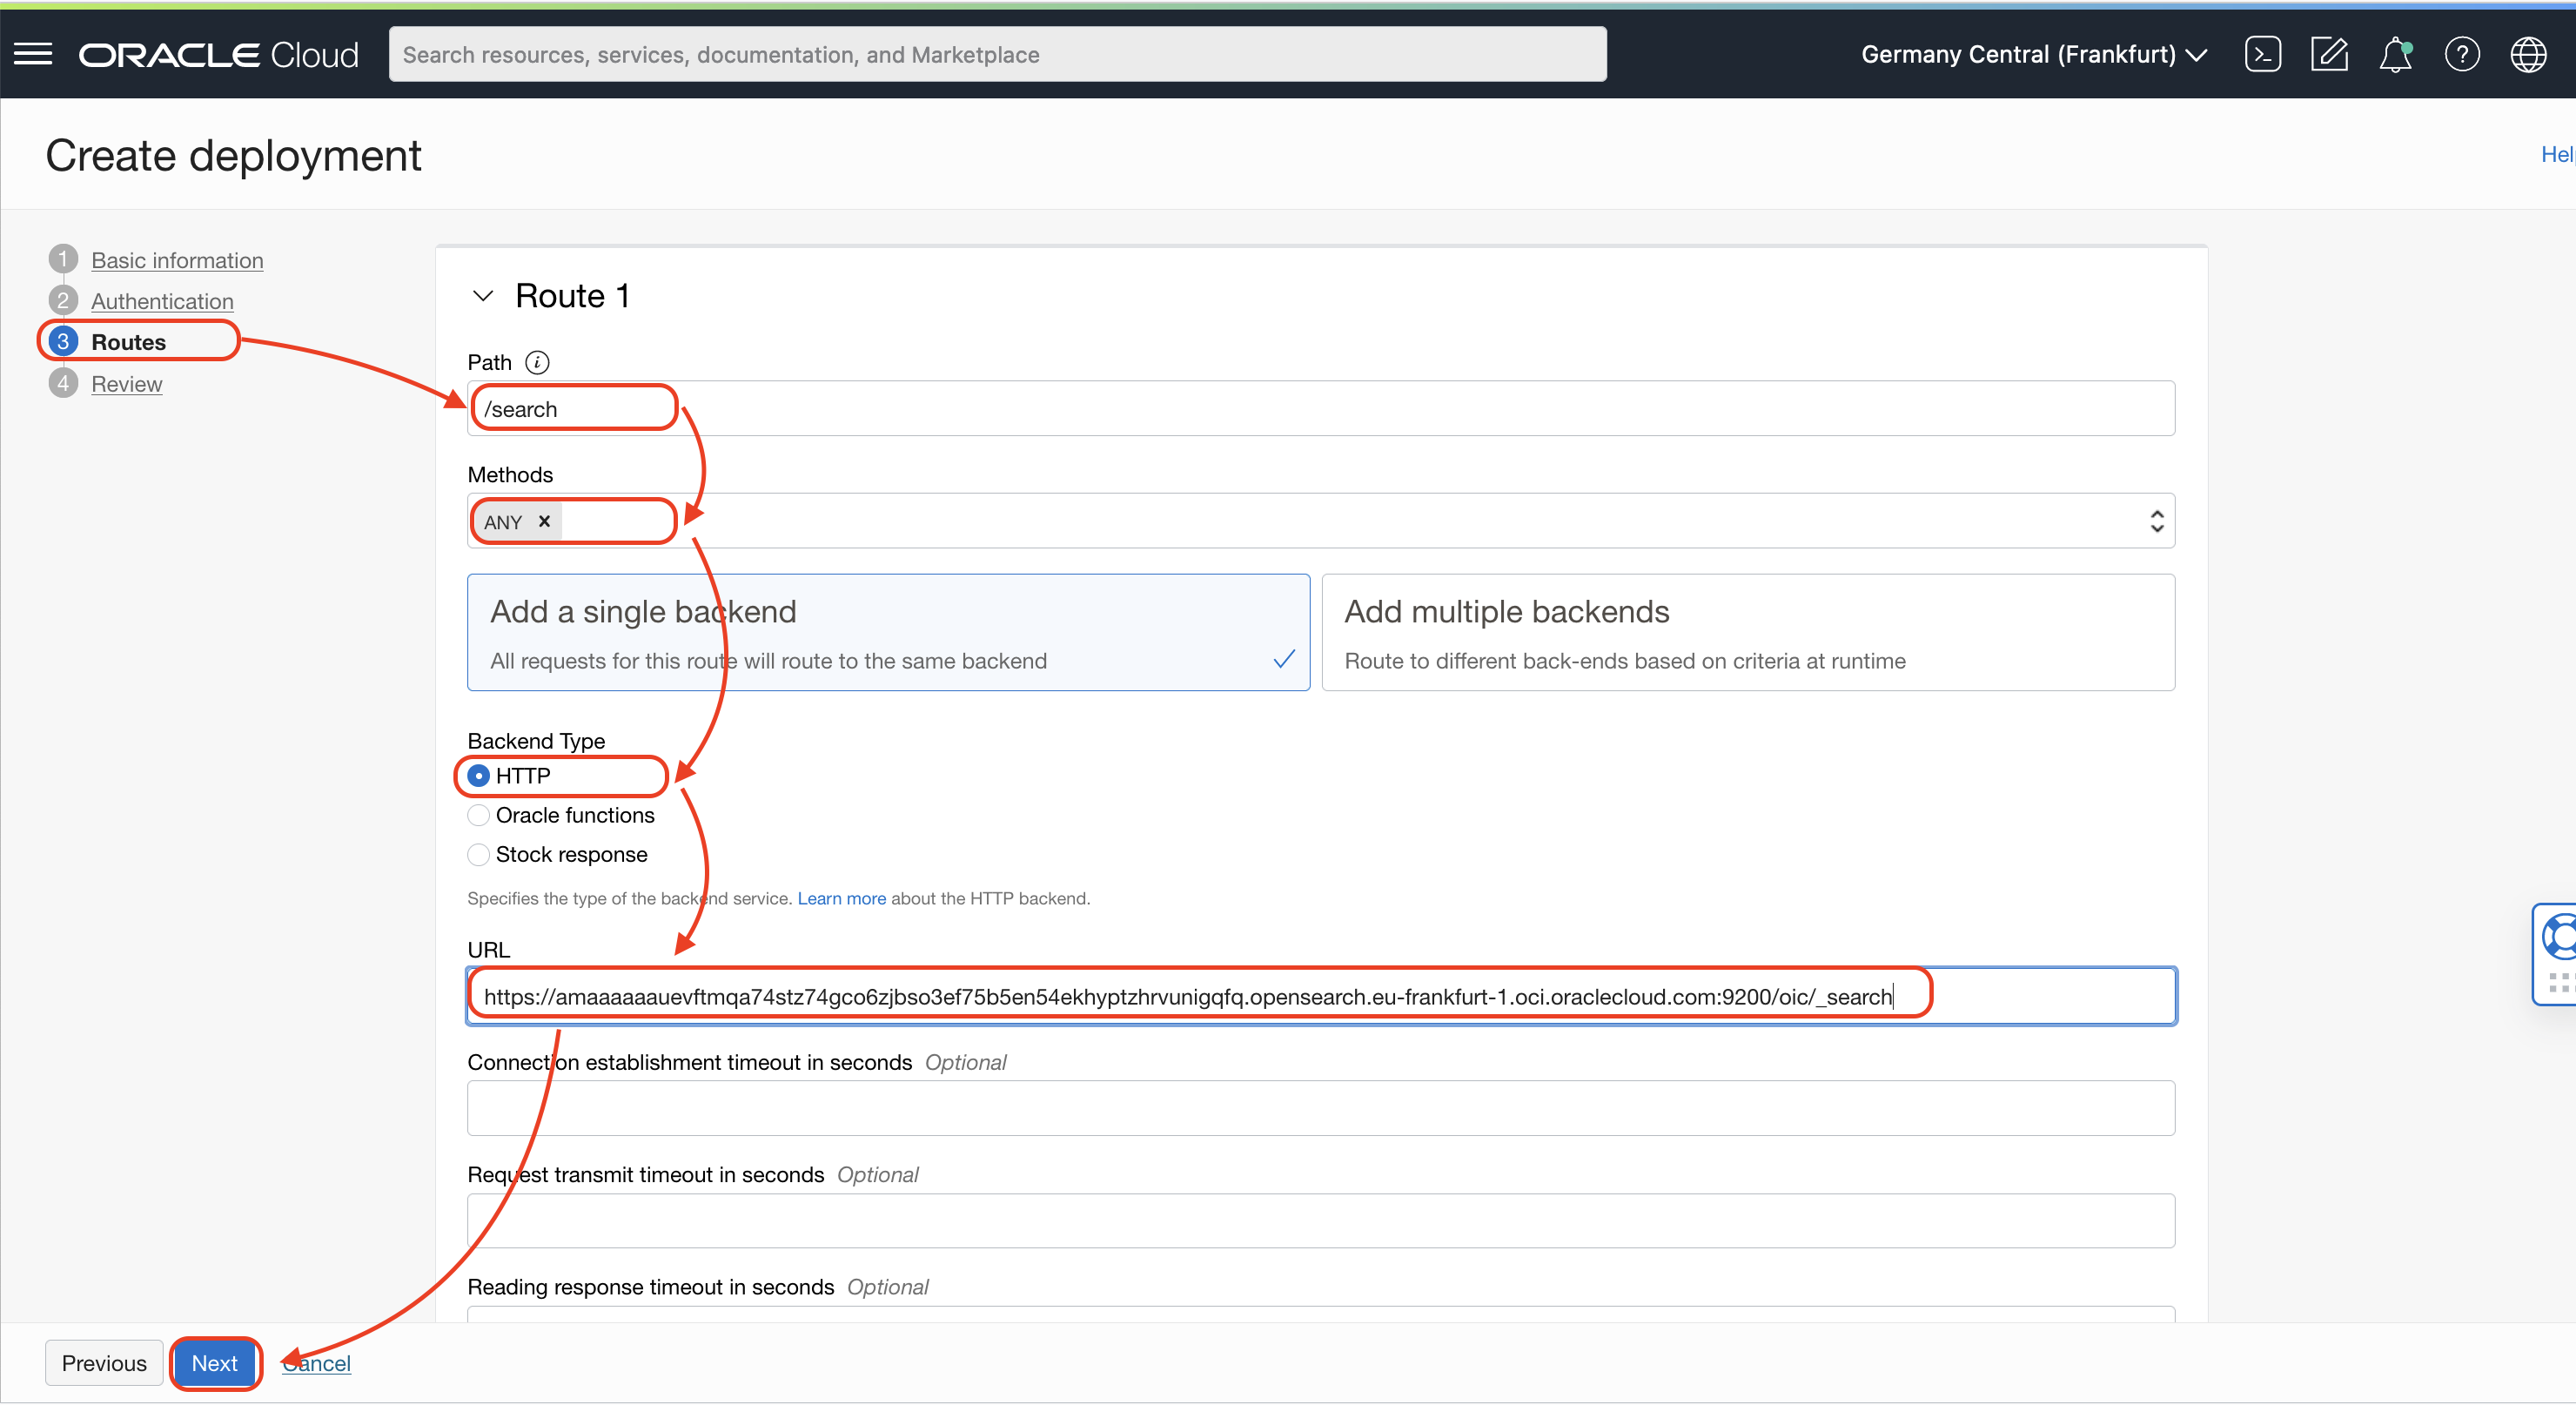 ORACLE Cloud
Search resources, services, documentation, and Marketplace
Germany Central (Frankfurt)
Create deployment
1 Basic information
2 Authentication
3 Routes
4 Review
Route 1
Path
/search
Methods
ANY
Add a single backend
All requests for this route will route to the same backend
Add multiple backends
Route to different back-ends based on criteria at runtime
Backend Type
HTTP
Oracle functions
Stock response
Specifies the type of the backend service. Learn more about the HTTP backend.
URL
https://amaaaaaauevftmqa74stz74gco6zjbso3ef75b5en54ekhyptzhrvunigqfq.opensearch.eu-frankfurt-1.oci.oraclecloud.com:9200/oic/_search
Connection establishment timeout in seconds Optional
Request transmit timeout in seconds Optional
Reading response timeout in seconds Optional
Previous Next Cancel